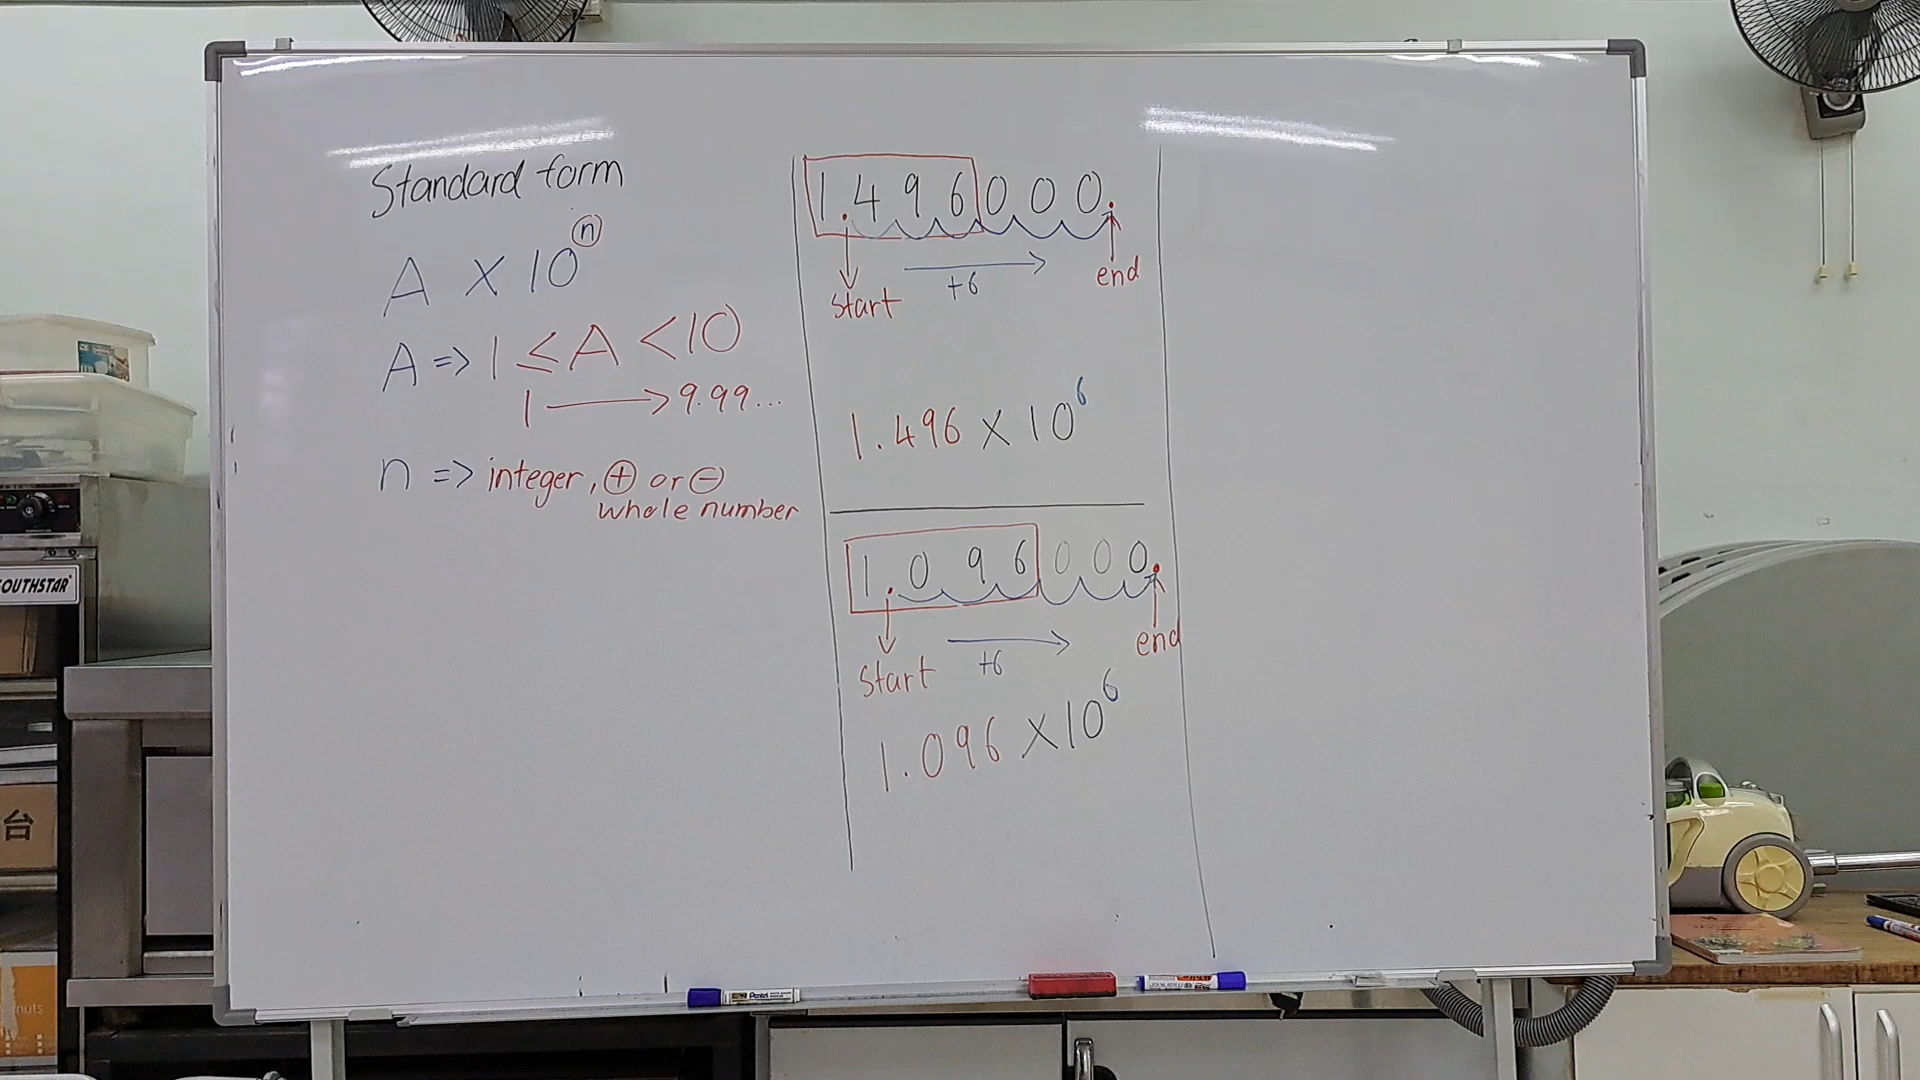 Standard form
A × 10ⁿ
A => 1 ≤ A < 10
1 → 9.99...
n => integer, ⊕ or ⊖
whole number
1.496000.
start
+6
end
1.496 × 10⁶
1.096000.
start
+6
end
1.096 × 10⁶
SOUTHSTAR
台
nuts
Pentel